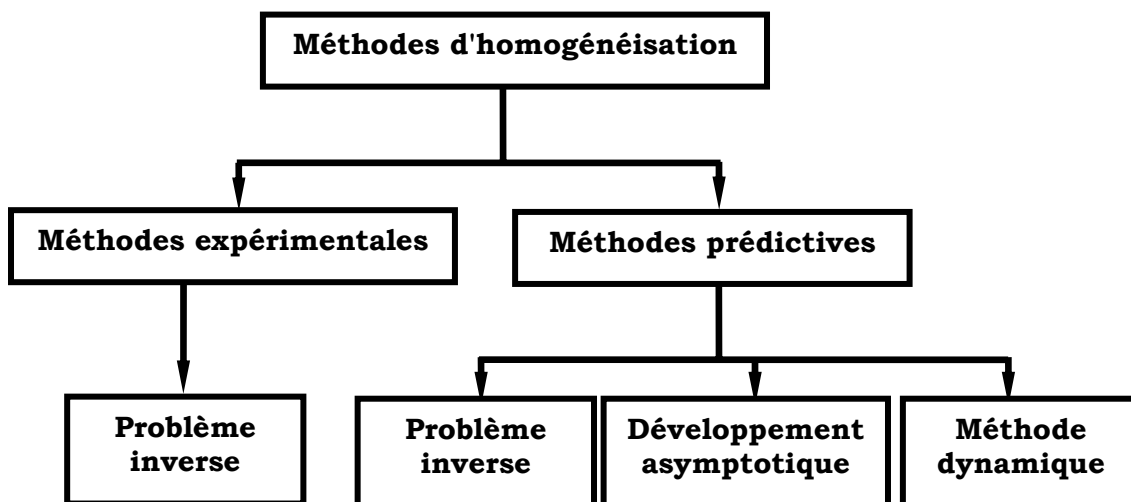 Méthodes d'homogénéisation
Méthodes expérimentales
Méthodes prédictives
Problème
inverse
Problème
inverse
Développement
asymptotique
Méthode
dynamique